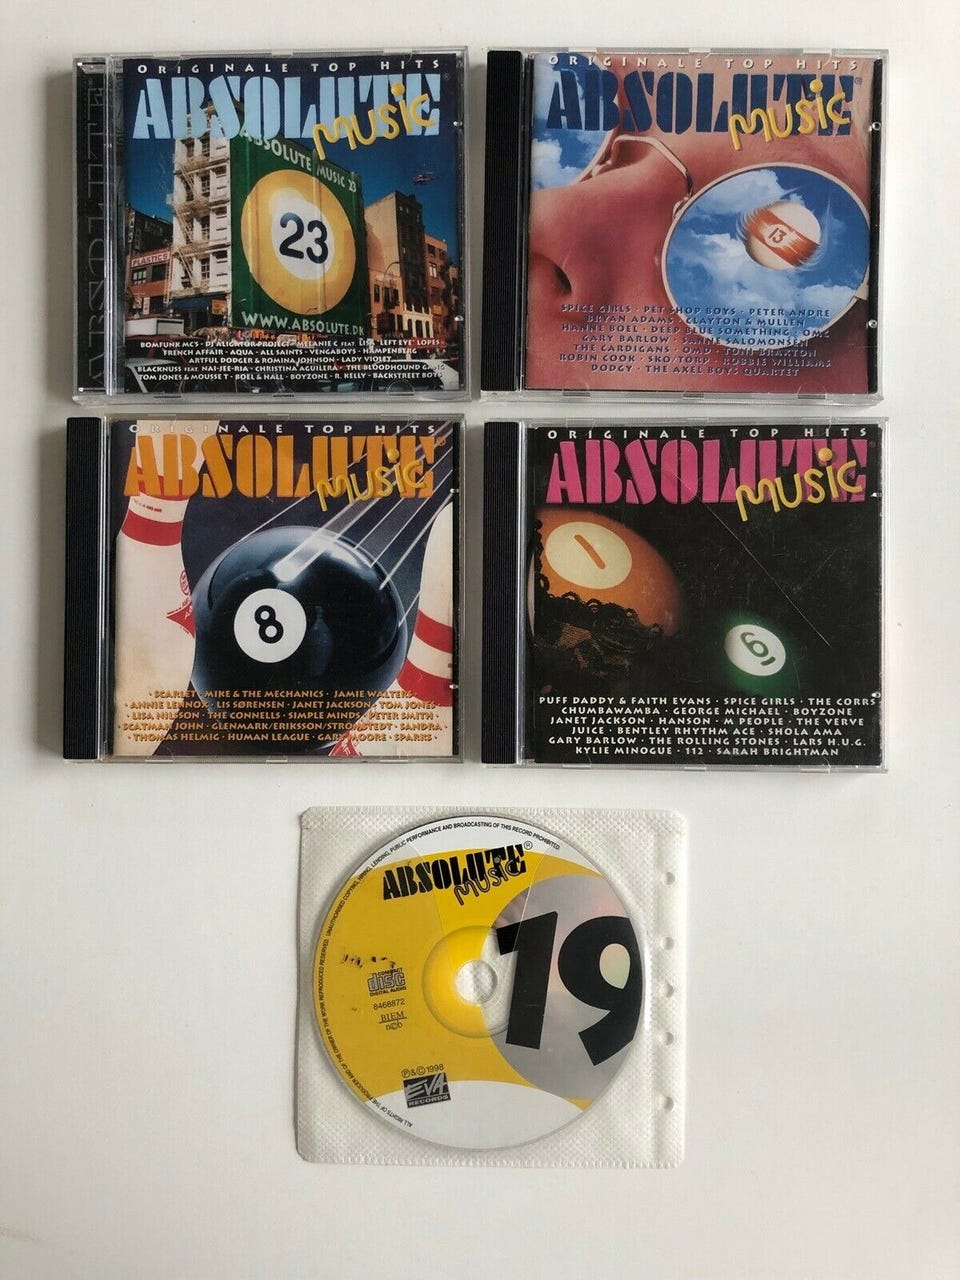 ORIGINALE TOP HITS
ABSOLUTE®
music
ABSOLUTE MUSIC 23
23
PLASTICS
WWW.ABSOLUTE.DK
BOMFUNK MC'S · DJ ALIGATOR PROJECT · MELANIE C FEAT. LISA 'LEFT EYE' LOPES
FRENCH AFFAIR · AQUA · ALL SAINTS · VENGABOYS · HAMPENBERG
ARTFUL DODGER & ROMINA JOHNSON · LADY VIOLET
BLACKNUSS FEAT. NAI-JEE-RIA · CHRISTINA AGUILERA · THE BLOODHOUND GANG
TOM JONES & MOUSSE T · BOEL & HALL · BOYZONE · R. KELLY · BACKSTREET BOYS
ORIGINALE TOP HITS
ABSOLUTE®
music
13
SPICE GIRLS · PET SHOP BOYS · PETER ANDRE
BRYAN ADAMS · CLAYTON & MULLEN
HANNE BOEL · DEEP BLUE SOMETHING · OMC
GARY BARLOW · SANNE SALOMONSEN
THE CARDIGANS · OMD · TONI BRAXTON
ROBIN COOK · SKO/TORP · ROBBIE WILLIAMS
DODGY · THE AXEL BOYS QUARTET
ORIGINALE TOP HITS
ABSOLUTE®
music
8
· SCARLET · MIKE & THE MECHANICS · JAMIE WALTERS ·
· ANNIE LENNOX · LIS SØRENSEN · JANET JACKSON · TOM JONES ·
· LISA NILSSON · THE CONNELLS · SIMPLE MINDS · PETER SMITH ·
· SCATMAN JOHN · GLENMARK/ERIKSSON/STRÖMSTEDT · SANDRA ·
· THOMAS HELMIG · HUMAN LEAGUE · GARY MOORE · SPARKS ·
ORIGINALE TOP HITS
ABSOLUTE®
music
1
6
PUFF DADDY & FAITH EVANS · SPICE GIRLS · THE CORRS
CHUMBAWAMBA · GEORGE MICHAEL · BOYZONE
JANET JACKSON · HANSON · M PEOPLE · THE VERVE
JUICE · BENTLEY RHYTHM ACE · SHOLA AMA
GARY BARLOW · THE ROLLING STONES · LARS H.U.G.
KYLIE MINOGUE · 112 · SARAH BRIGHTMAN
ALL RIGHTS OF THE PRODUCER AND OF THE OWNER OF THE WORK REPRODUCED RESERVED. UNAUTHORISED COPYING, HIRING, LENDING, PUBLIC PERFORMANCE AND BROADCASTING OF THIS RECORD PROHIBITED.
ABSOLUTE®
music
19
COMPACT
disc
DIGITAL AUDIO
8468872
BIEM
n©b
℗ & © 1998
EVA
RECORDS